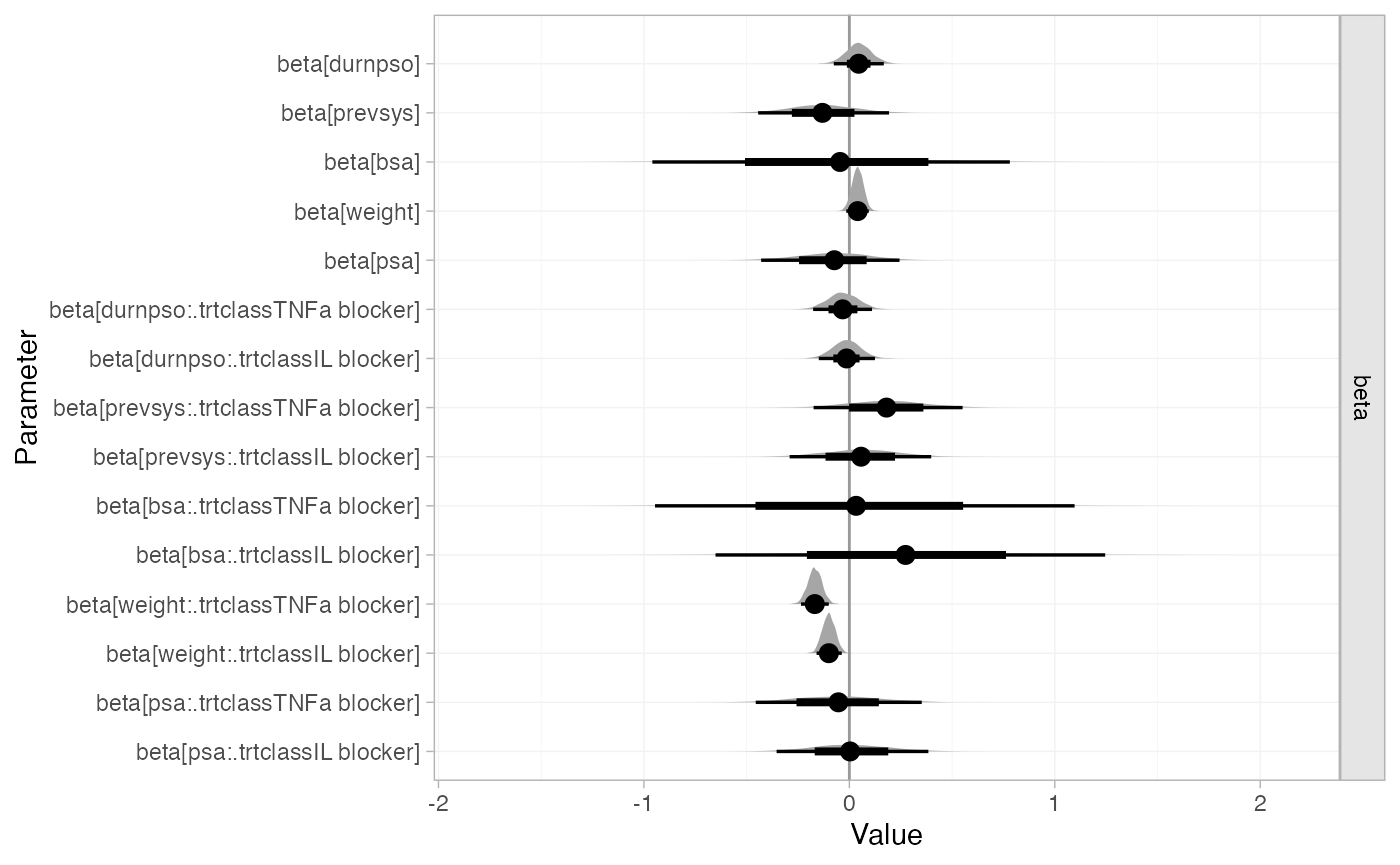 beta[durnpso]
beta[prevsys]
beta[bsa]
beta[weight]
beta[psa]
beta[durnpso:.trtclassTNFa blocker]
beta[durnpso:.trtclassIL blocker]
beta[prevsys:.trtclassTNFa blocker]
beta[prevsys:.trtclassIL blocker]
beta[bsa:.trtclassTNFa blocker]
beta[bsa:.trtclassIL blocker]
beta[weight:.trtclassTNFa blocker]
beta[weight:.trtclassIL blocker]
beta[psa:.trtclassTNFa blocker]
beta[psa:.trtclassIL blocker]
Parameter
beta
-2 -1 0 1 2
Value